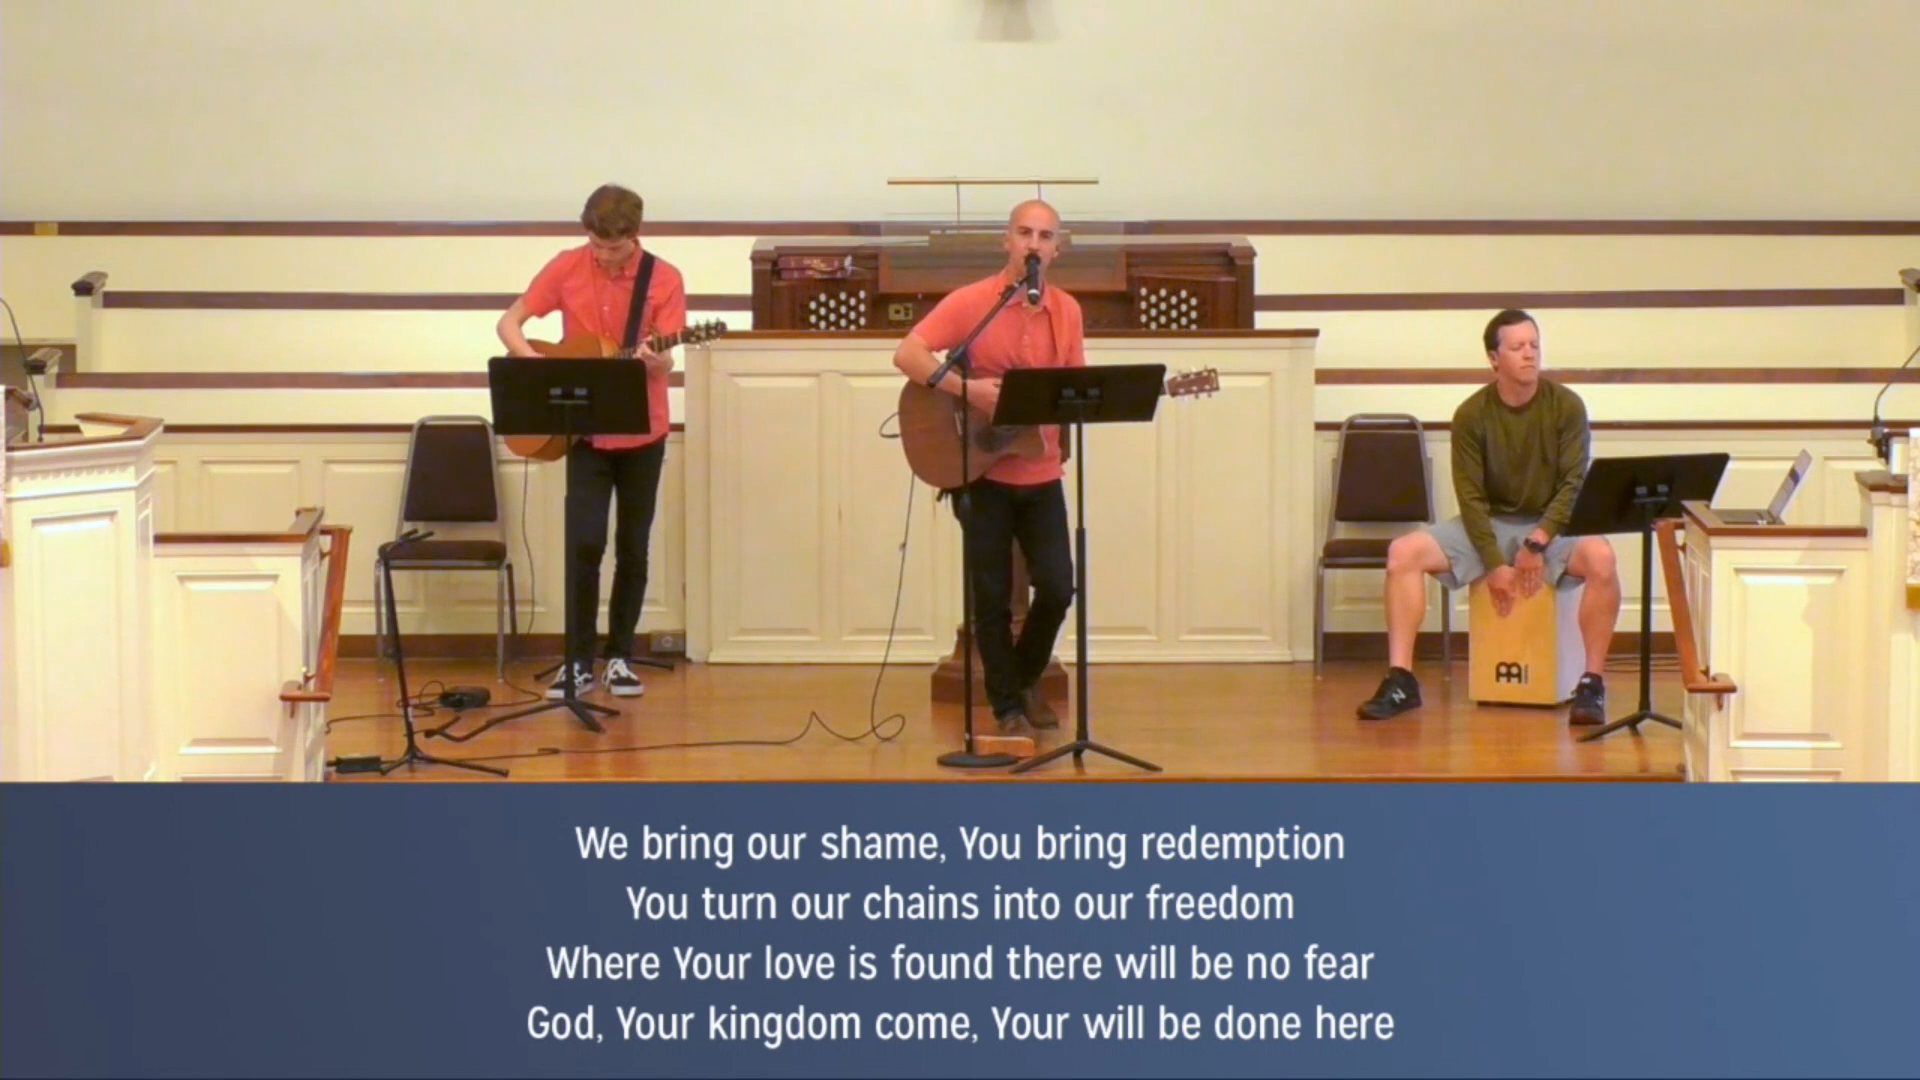 We bring our shame, You bring redemption
You turn our chains into our freedom
Where Your love is found there will be no fear
God, Your kingdom come, Your will be done here